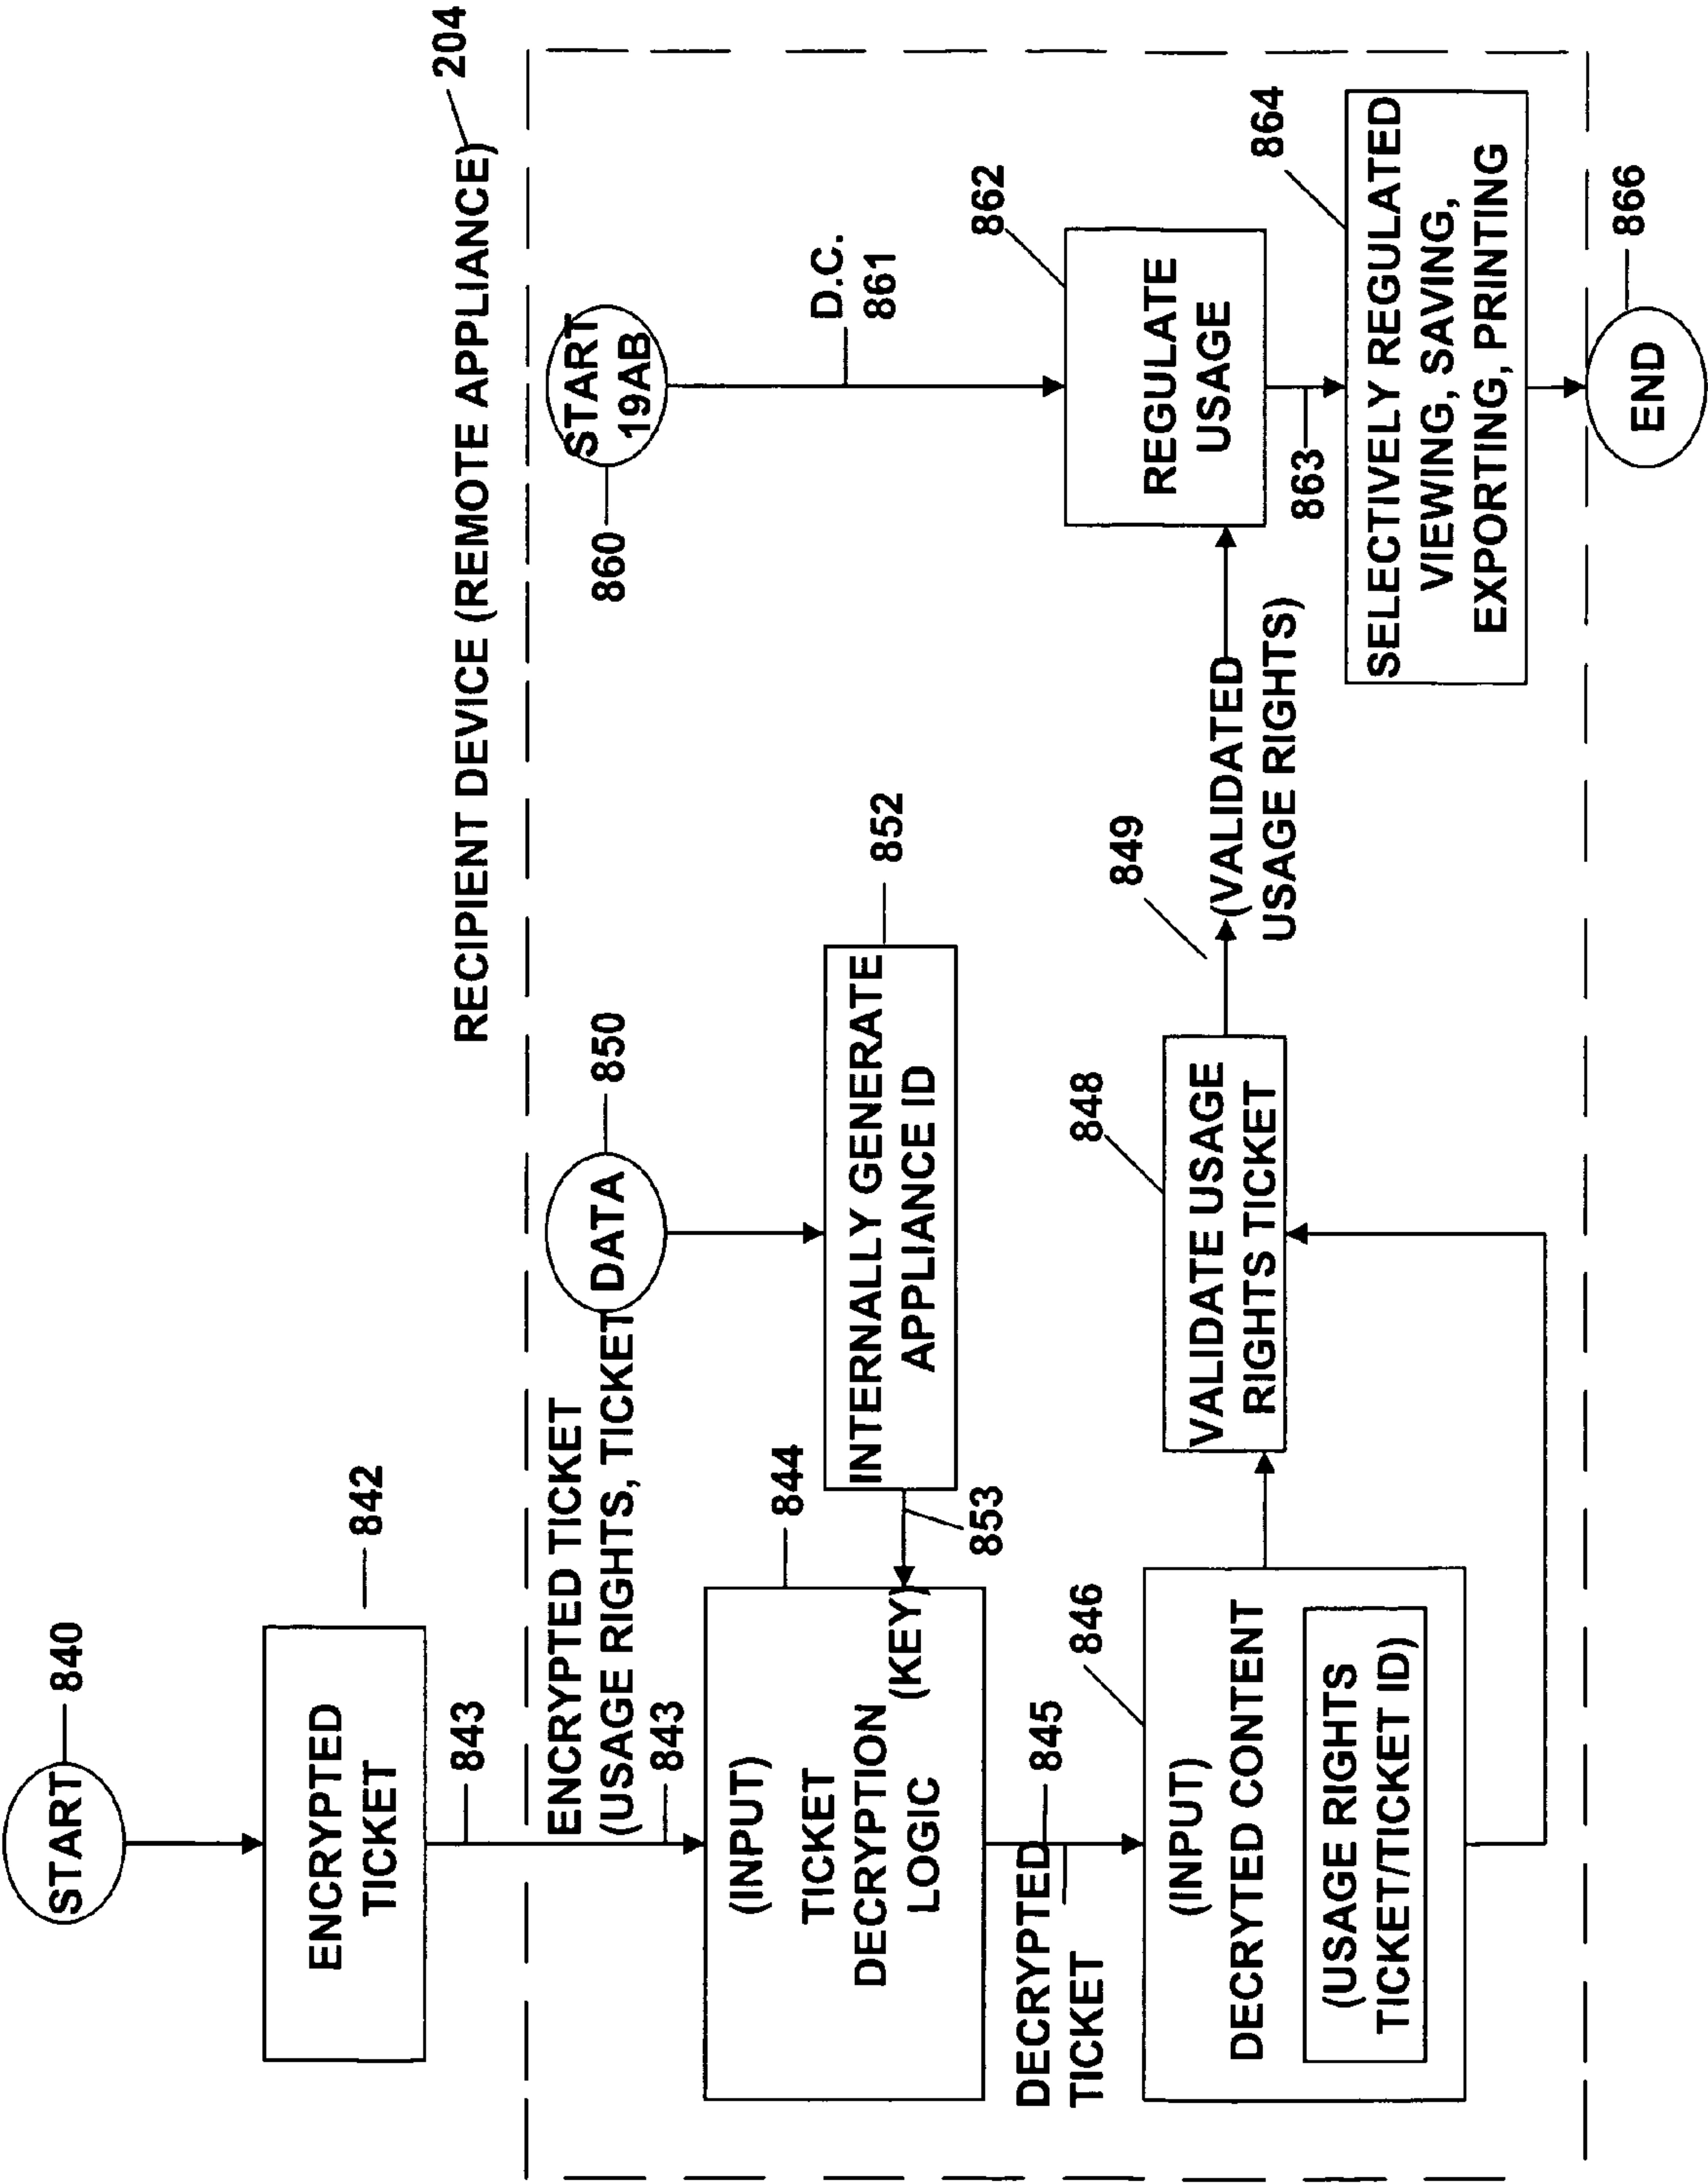 START
840
ENCRYPTED
TICKET
842
843
RECIPIENT DEVICE (REMOTE APPLIANCE)
204
ENCRYPTED TICKET
(USAGE RIGHTS, TICKET
843
DATA
850
START
19AB
860
D.C.
861
(INPUT)
TICKET
DECRYPTION
LOGIC
(KEY)
844
INTERNALLY GENERATE
APPLIANCE ID
852
853
DECRYPTED
TICKET
845
(INPUT)
DECRYTED CONTENT
(USAGE RIGHTS
TICKET/TICKET ID)
846
VALIDATE USAGE
RIGHTS TICKET
848
849
(VALIDATED
USAGE RIGHTS)
REGULATE
USAGE
862
863
SELECTIVELY REGULATED
VIEWING, SAVING,
EXPORTING, PRINTING
864
END
866